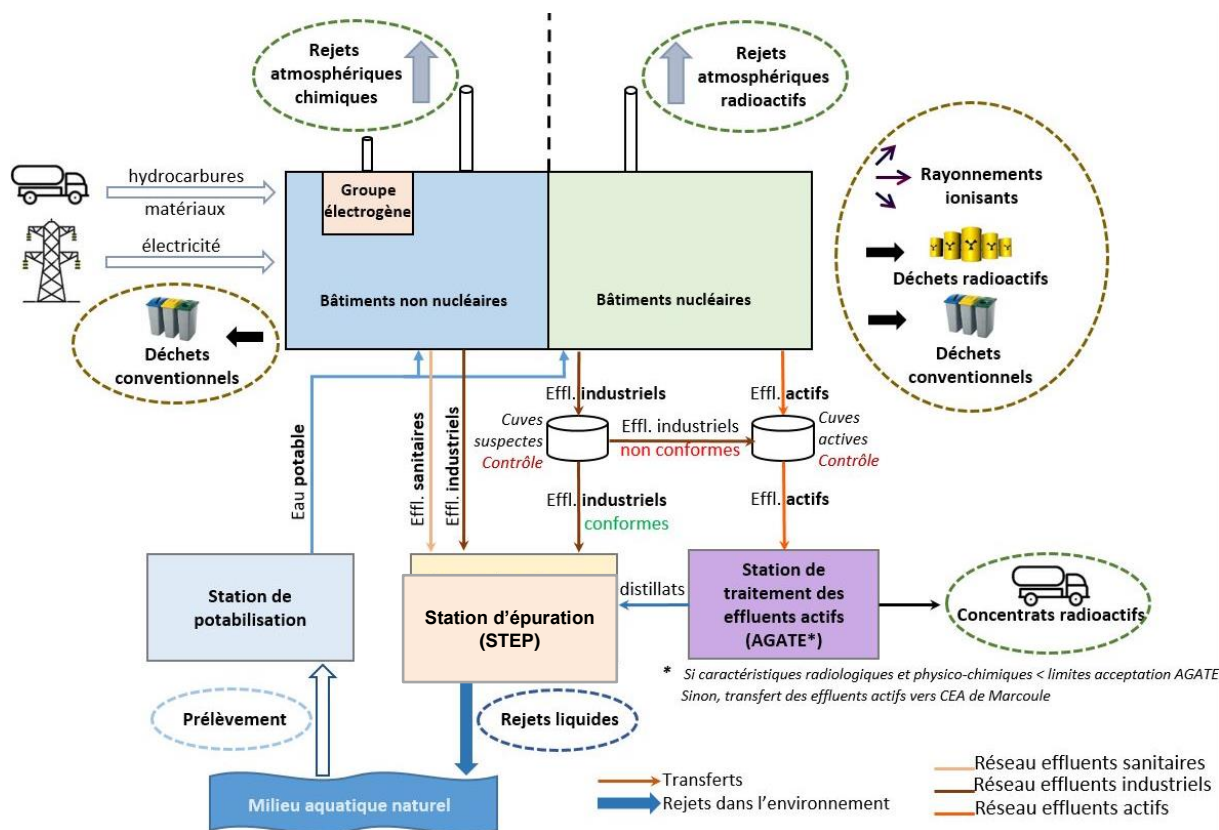 Rejets
atmosphériques
chimiques
Rejets
atmosphériques
radioactifs
hydrocarbures
matériaux
électricité
Groupe
électrogène
Bâtiments non nucléaires
Bâtiments nucléaires
Rayonnements
ionisants
Déchets radioactifs
Déchets
conventionnels
Déchets
conventionnels
Eau potable
Effl. sanitaires
Effl. industriels
Effl. industriels
Effl. actifs
Cuves
suspectes
Contrôle
Effl. industriels
non conformes
Cuves
actives
Contrôle
Effl. industriels
conformes
Effl. actifs
Station de
potabilisation
Station d'épuration
(STEP)
distillats
Station de
traitement des
effluents actifs
(AGATE*)
Concentrats radioactifs
* Si caractéristiques radiologiques et physico-chimiques < limites acceptation AGATE
Sinon, transfert des effluents actifs vers CEA de Marcoule
Prélèvement
Rejets liquides
Milieu aquatique naturel
Transferts
Rejets dans l'environnement
Réseau effluents sanitaires
Réseau effluents industriels
Réseau effluents actifs